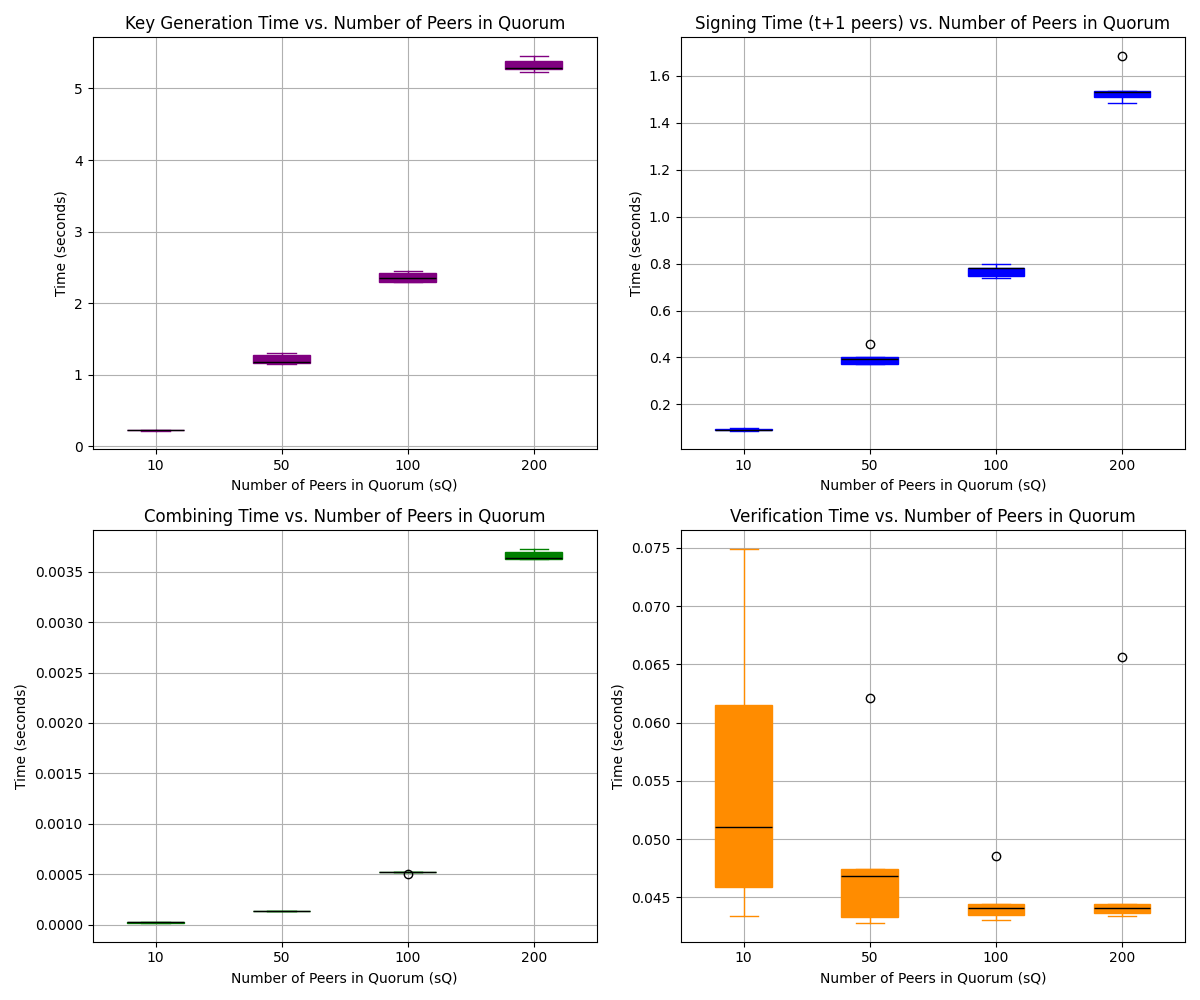 Key Generation Time vs. Number of Peers in Quorum
Time (seconds)
5
4
3
2
1
0
10 50 100 200
Number of Peers in Quorum (sQ)
Signing Time (t+1 peers) vs. Number of Peers in Quorum
Time (seconds)
1.6
1.4
1.2
1.0
0.8
0.6
0.4
0.2
10 50 100 200
Number of Peers in Quorum (sQ)
Combining Time vs. Number of Peers in Quorum
Time (seconds)
0.0035
0.0030
0.0025
0.0020
0.0015
0.0010
0.0005
0.0000
10 50 100 200
Number of Peers in Quorum (sQ)
Verification Time vs. Number of Peers in Quorum
Time (seconds)
0.075
0.070
0.065
0.060
0.055
0.050
0.045
10 50 100 200
Number of Peers in Quorum (sQ)